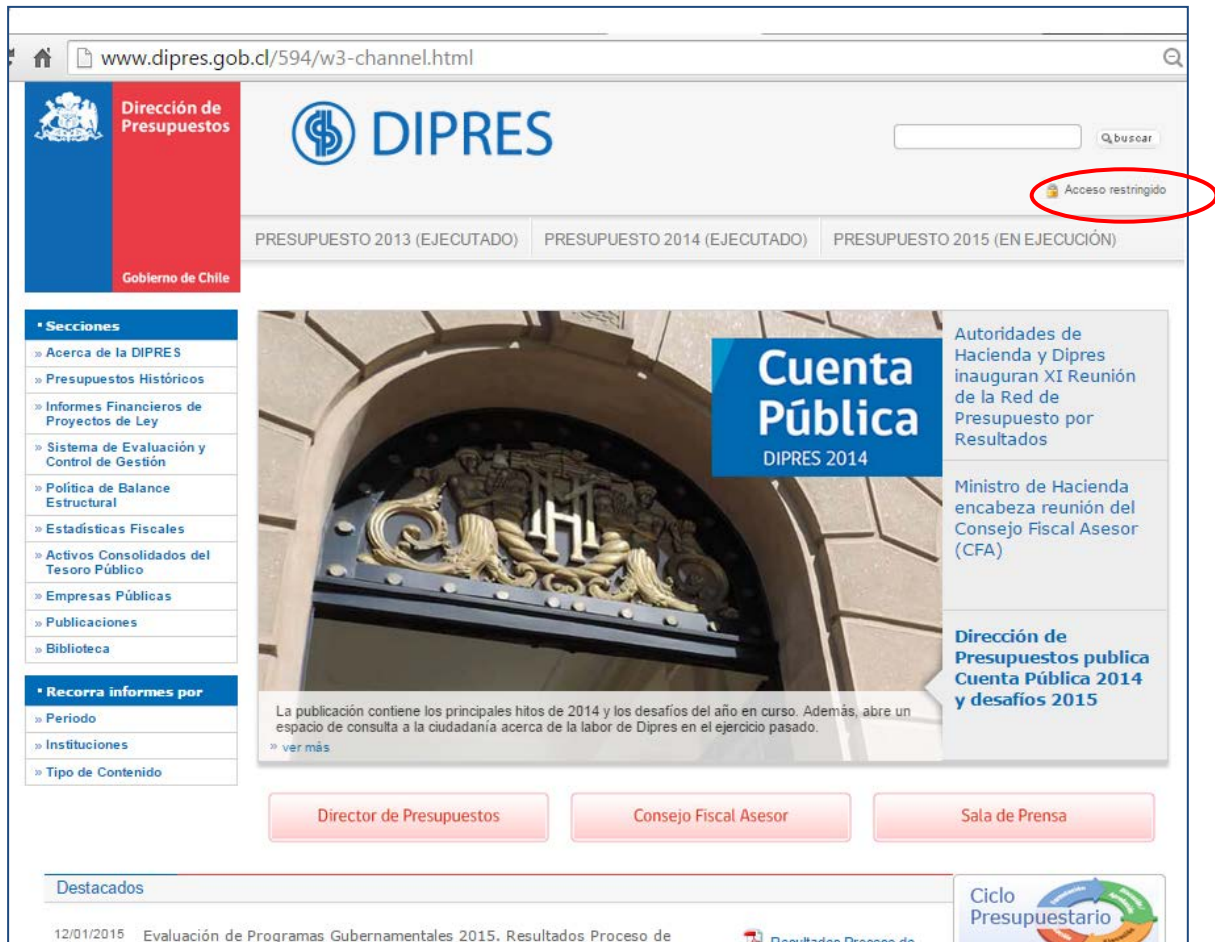 www.dipres.gob.cl/594/w3-channel.html
Dirección de
Presupuestos
Gobierno de Chile
DIPRES
buscar
Acceso restringido
PRESUPUESTO 2013 (EJECUTADO)
PRESUPUESTO 2014 (EJECUTADO)
PRESUPUESTO 2015 (EN EJECUCIÓN)
Secciones
» Acerca de la DIPRES
» Presupuestos Históricos
» Informes Financieros de
Proyectos de Ley
» Sistema de Evaluación y
Control de Gestión
» Política de Balance
Estructural
» Estadísticas Fiscales
» Activos Consolidados del
Tesoro Público
» Empresas Públicas
» Publicaciones
» Biblioteca
Recorra informes por
» Periodo
» Instituciones
» Tipo de Contenido
Cuenta
Pública
DIPRES 2014
La publicación contiene los principales hitos de 2014 y los desafíos del año en curso. Además, abre un
espacio de consulta a la ciudadanía acerca de la labor de Dipres en el ejercicio pasado.
» ver más
Autoridades de
Hacienda y Dipres
inauguran XI Reunión
de la Red de
Presupuesto por
Resultados
Ministro de Hacienda
encabeza reunión del
Consejo Fiscal Asesor
(CFA)
Dirección de
Presupuestos publica
Cuenta Pública 2014
y desafíos 2015
Director de Presupuestos
Consejo Fiscal Asesor
Sala de Prensa
Destacados
12/01/2015 Evaluación de Programas Gubernamentales 2015. Resultados Proceso de
Resultados Proceso de
Ciclo
Presupuestario